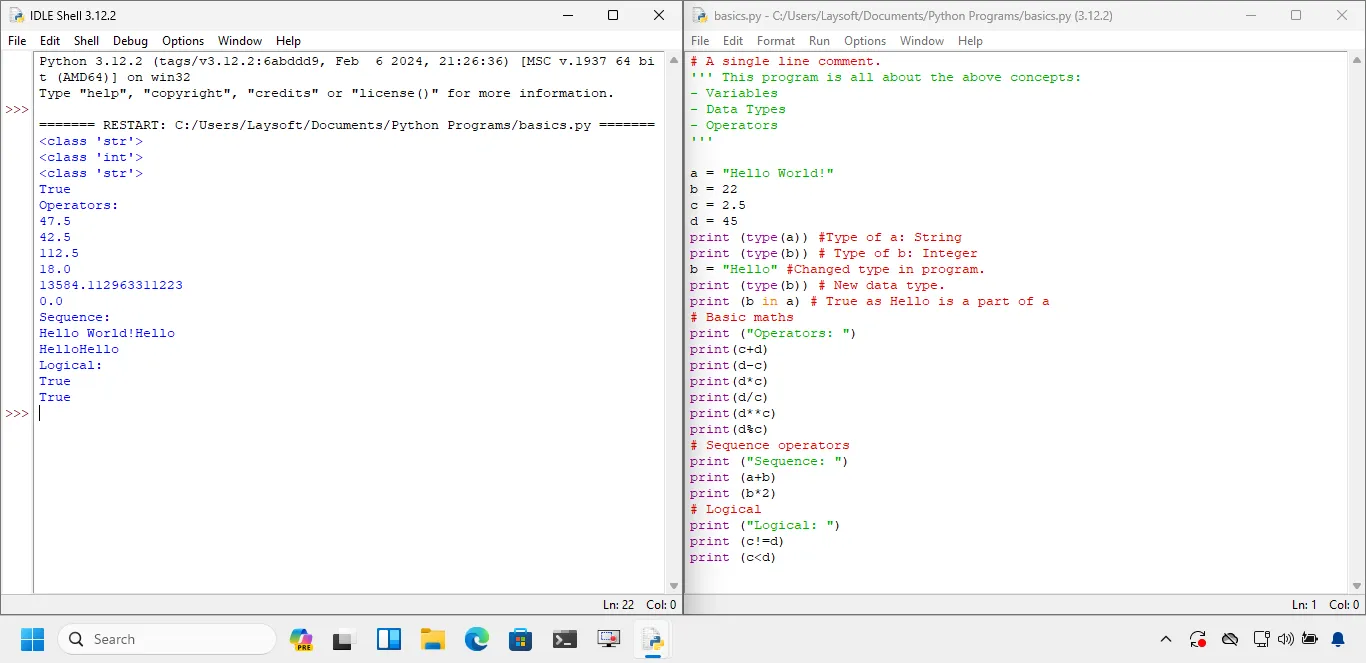 IDLE Shell 3.12.2
File Edit Shell Debug Options Window Help
Python 3.12.2 (tags/v3.12.2:6abddd9, Feb  6 2024, 21:26:36) [MSC v.1937 64 bi
t (AMD64)] on win32
Type "help", "copyright", "credits" or "license()" for more information.
>>>
======= RESTART: C:/Users/Laysoft/Documents/Python Programs/basics.py =======
<class 'str'>
<class 'int'>
<class 'str'>
True
Operators:
47.5
42.5
112.5
18.0
13584.112963311223
0.0
Sequence:
Hello World!Hello
HelloHello
Logical:
True
True
>>>
Ln: 22 Col: 0
basics.py - C:/Users/Laysoft/Documents/Python Programs/basics.py (3.12.2)
File Edit Format Run Options Window Help
# A single line comment.
''' This program is all about the above concepts:
- Variables
- Data Types
- Operators
'''
a = "Hello World!"
b = 22
c = 2.5
d = 45
print (type(a)) #Type of a: String
print (type(b)) # Type of b: Integer
b = "Hello" #Changed type in program.
print (type(b)) # New data type.
print (b in a) # True as Hello is a part of a
# Basic maths
print ("Operators: ")
print(c+d)
print(d-c)
print(d*c)
print(d/c)
print(d**c)
print(d%c)
# Sequence operators
print ("Sequence: ")
print (a+b)
print (b*2)
# Logical
print ("Logical: ")
print (c!=d)
print (c<d)
Ln: 1 Col: 0
Search
PRE